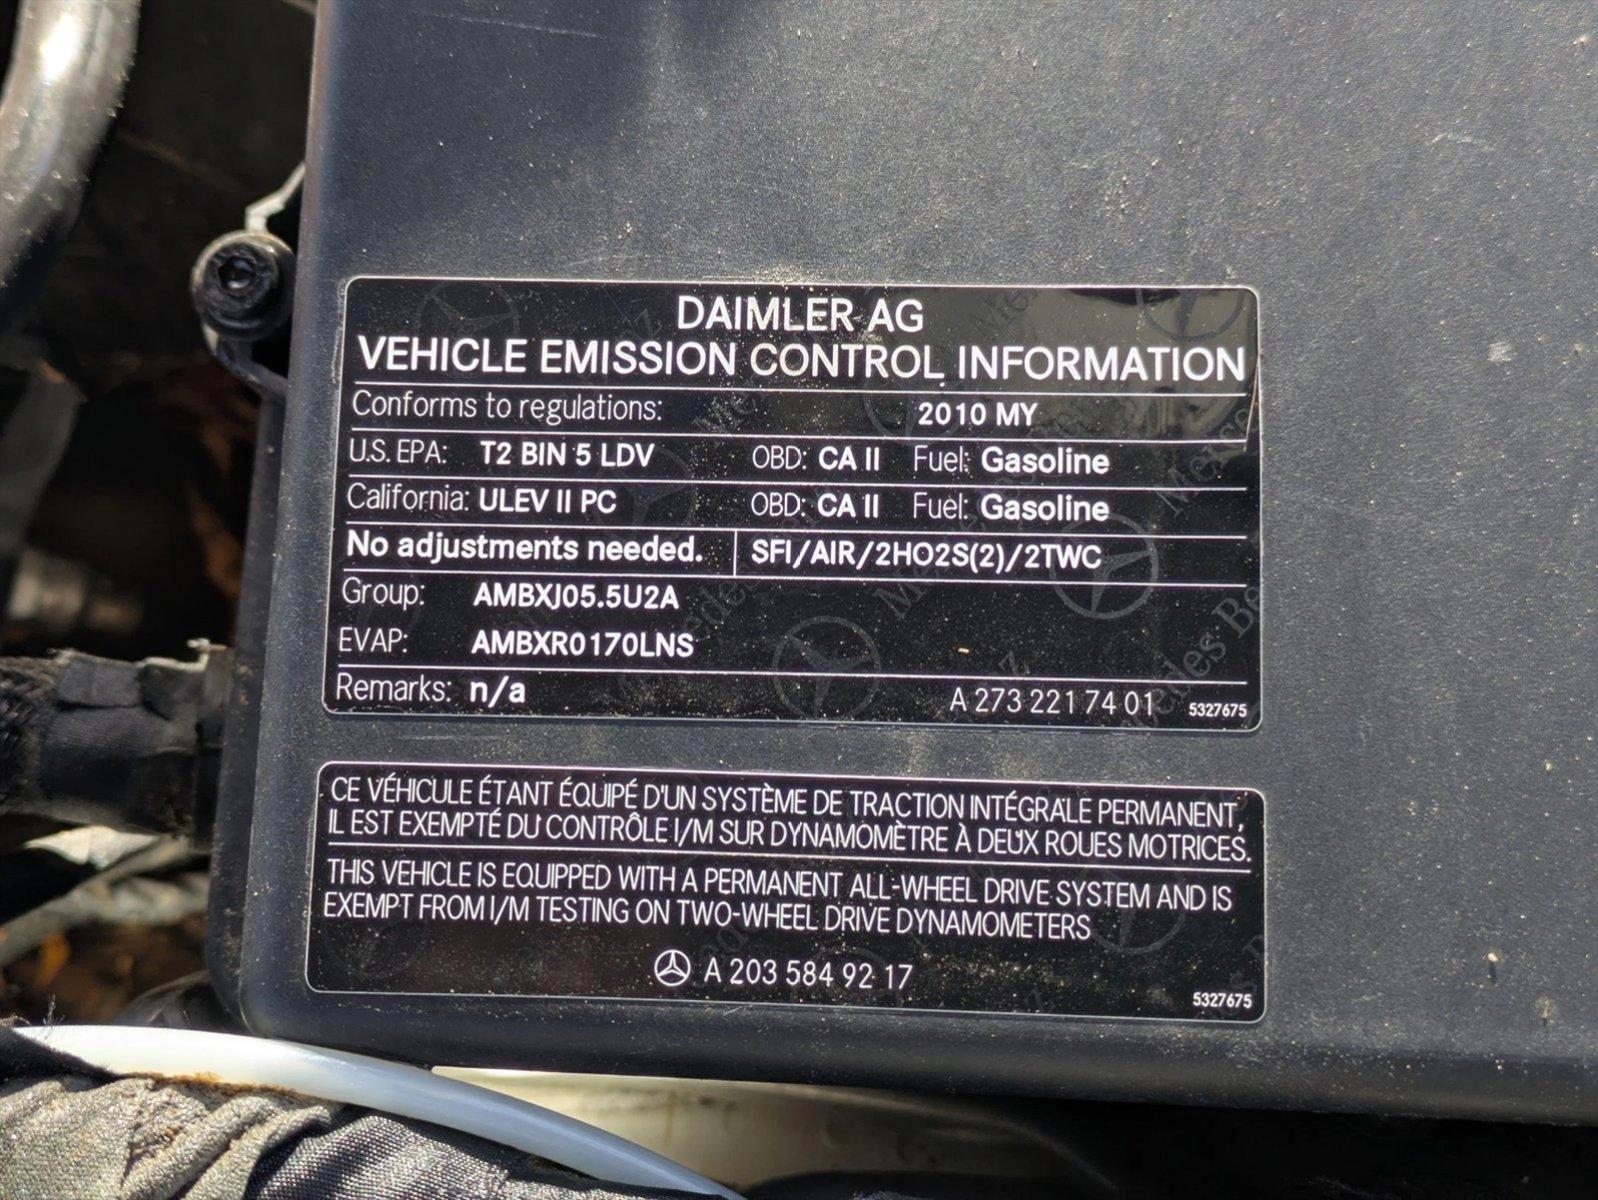 DAIMLER AG
VEHICLE EMISSION CONTROL INFORMATION
Conforms to regulations: 2010 MY
U.S. EPA: T2 BIN 5 LDV OBD: CA II Fuel: Gasoline
California: ULEV II PC OBD: CA II Fuel: Gasoline
No adjustments needed. SFI/AIR/2HO2S(2)/2TWC
Group: AMBXJ05.5U2A
EVAP: AMBXR0170LNS
Remarks: n/a A 273 221 74 01 5327675
CE VÉHICULE ÉTANT ÉQUIPÉ D'UN SYSTÈME DE TRACTION INTÉGRALE PERMANENT,
IL EST EXEMPTÉ DU CONTRÔLE I/M SUR DYNAMOMÈTRE À DEUX ROUES MOTRICES.
THIS VEHICLE IS EQUIPPED WITH A PERMANENT ALL-WHEEL DRIVE SYSTEM AND IS
EXEMPT FROM I/M TESTING ON TWO-WHEEL DRIVE DYNAMOMETERS
A 203 584 92 17
5327675